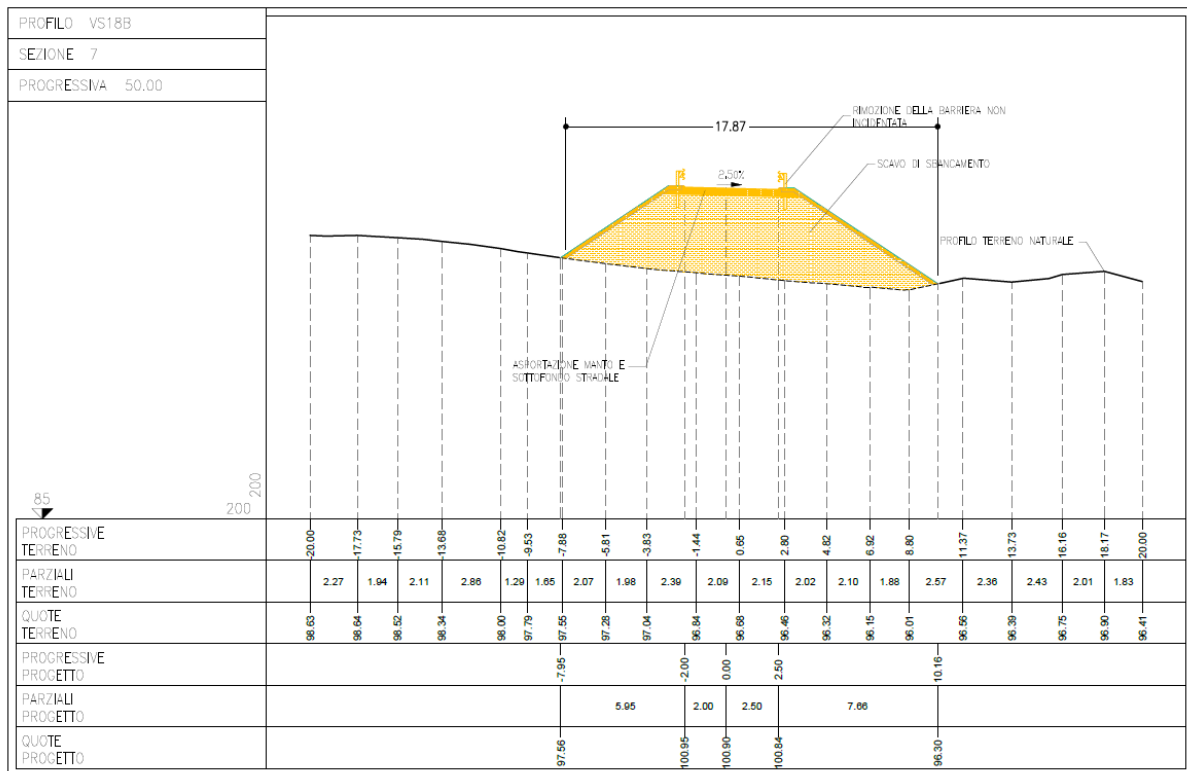 PROFILO VS18B
SEZIONE 7
PROGRESSIVA 50.00
RIMOZIONE DELLA BARRIERA NON
INCIDENTATA
17.87
SCAVO DI SBANCAMENTO
2.50%
PROFILO TERRENO NATURALE
ASPORTAZIONE MANTO E
SOTTOFONDO STRADALE
85
200
200
PROGRESSIVE
TERRENO
-20.00 -17.73 -15.79 -13.68 -10.82 -9.53 -7.88 -5.81 -3.83 -1.44 0.65 2.80 4.82 6.92 8.80 11.37 13.73 16.16 18.17 20.00
PARZIALI
TERRENO
2.27 1.94 2.11 2.86 1.29 1.65 2.07 1.98 2.39 2.09 2.15 2.02 2.10 1.88 2.57 2.36 2.43 2.01 1.83
QUOTE
TERRENO
98.63 98.64 98.52 98.34 98.00 97.79 97.55 97.28 97.04 96.84 96.68 96.46 96.32 96.15 96.01 96.56 96.39 96.75 96.90 96.41
PROGRESSIVE
PROGETTO
-7.95 -2.00 0.00 2.50 10.16
PARZIALI
PROGETTO
5.95 2.00 2.50 7.66
QUOTE
PROGETTO
97.56 100.95 100.90 100.84 96.30